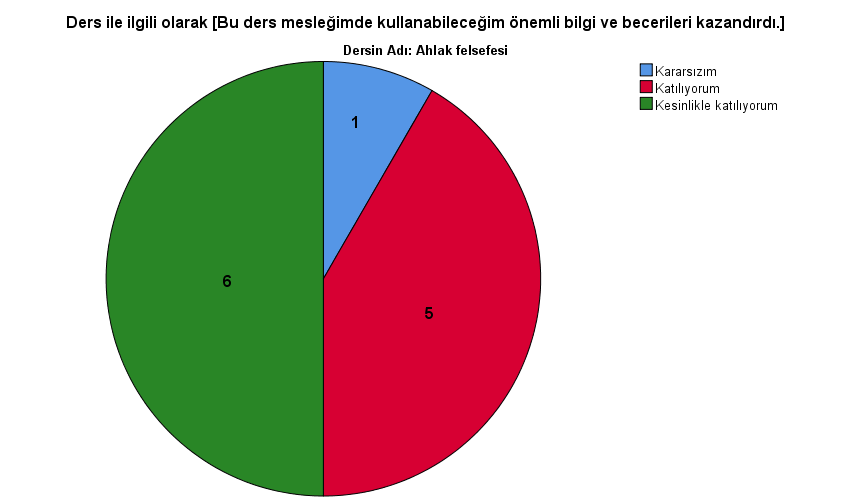 Ders ile ilgili olarak [Bu ders mesleğimde kullanabileceğim önemli bilgi ve becerileri kazandırdı.]
Dersin Adı: Ahlak felsefesi
Kararsızım
Katılıyorum
Kesinlikle katılıyorum
1
6
5